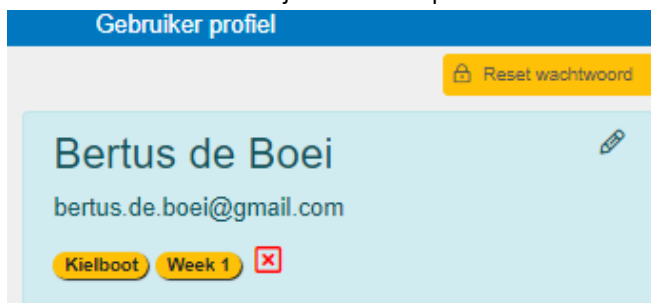 Gebruiker profiel
Reset wachtwoord
Bertus de Boei
bertus.de.boei@gmail.com
Kielboot Week 1